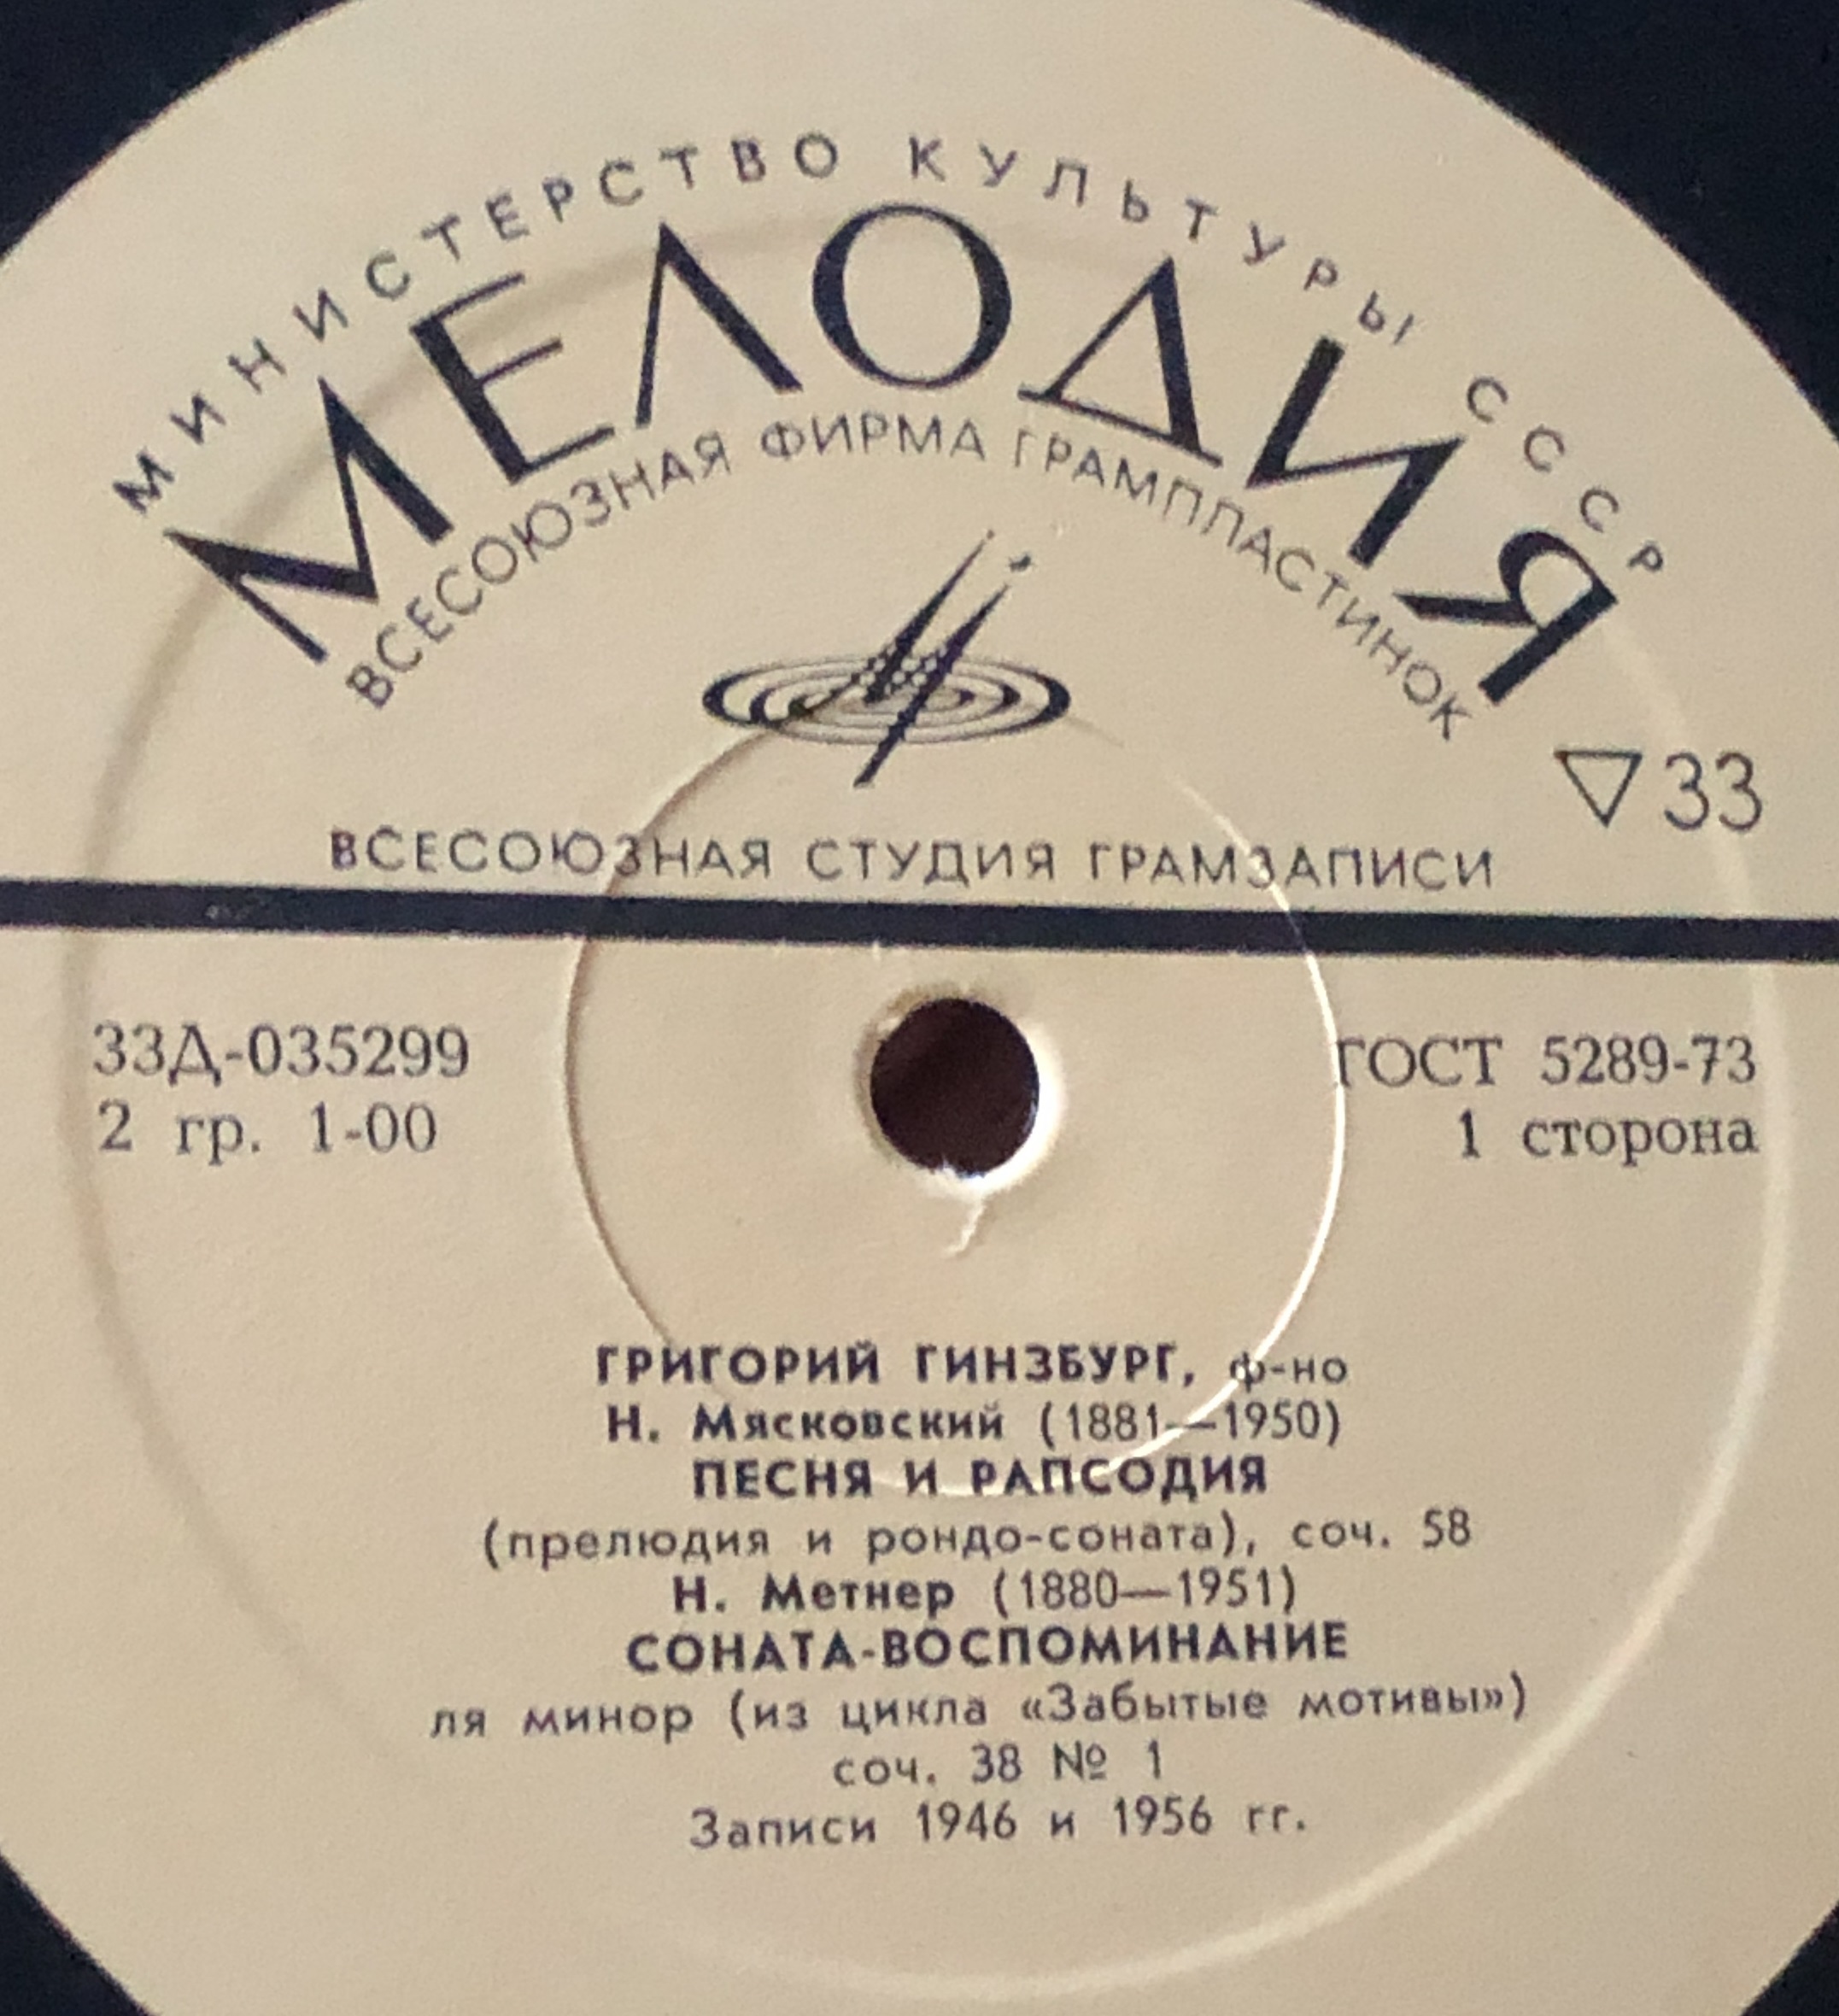 МИНИСТЕРСТВО КУЛЬТУРЫ СССР
МЕЛОДИЯ
ВСЕСОЮЗНАЯ ФИРМА ГРАМПЛАСТИНОК
▽33
ВСЕСОЮЗНАЯ СТУДИЯ ГРАМЗАПИСИ
33Д-035299
ГОСТ 5289-73
2 гр. 1-00
1 сторона
ГРИГОРИЙ ГИНЗБУРГ, ф-но
Н. Мясковский (1881—1950)
ПЕСНЯ И РАПСОДИЯ
(прелюдия и рондо-соната), соч. 58
Н. Метнер (1880—1951)
СОНАТА-ВОСПОМИНАНИЕ
ля минор (из цикла «Забытые мотивы»)
соч. 38 № 1
Записи 1946 и 1956 гг.